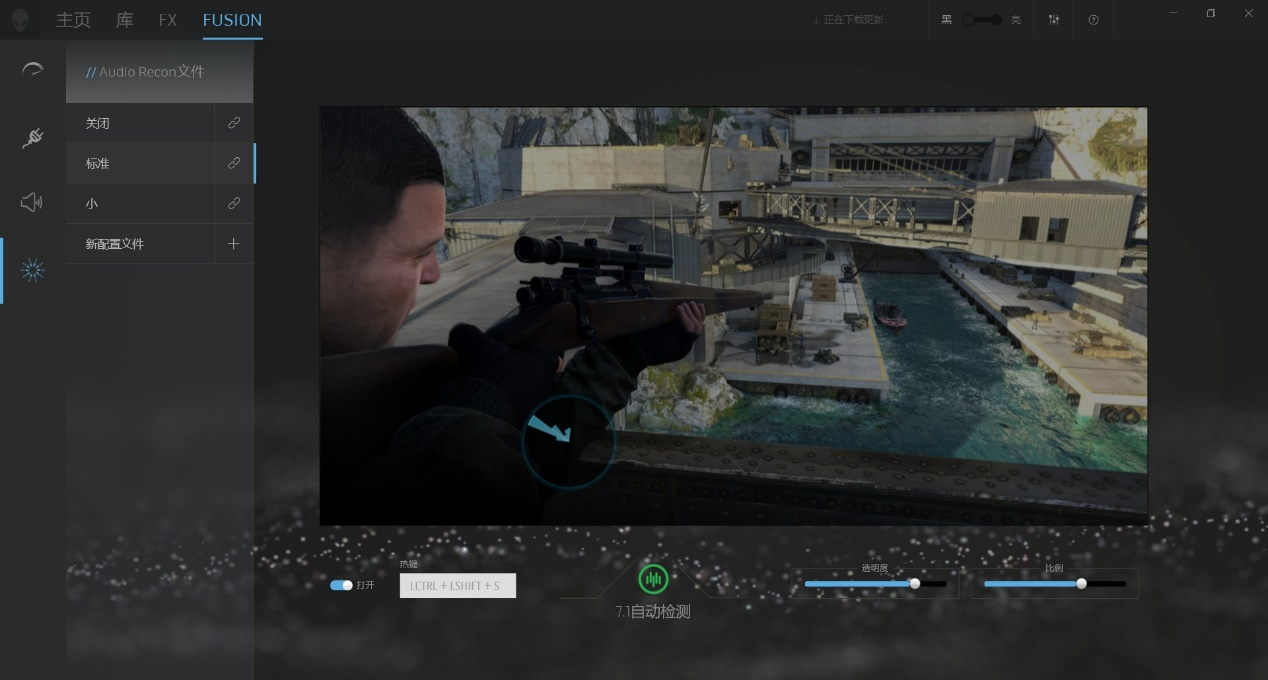 主页 库 FX FUSION
↓ 正在下载更新..
黑 亮
// Audio Recon文件
关闭
标准
小
新配置文件
打开
热键
LCTRL + LSHIFT + S
7.1自动检测
透明度
比例